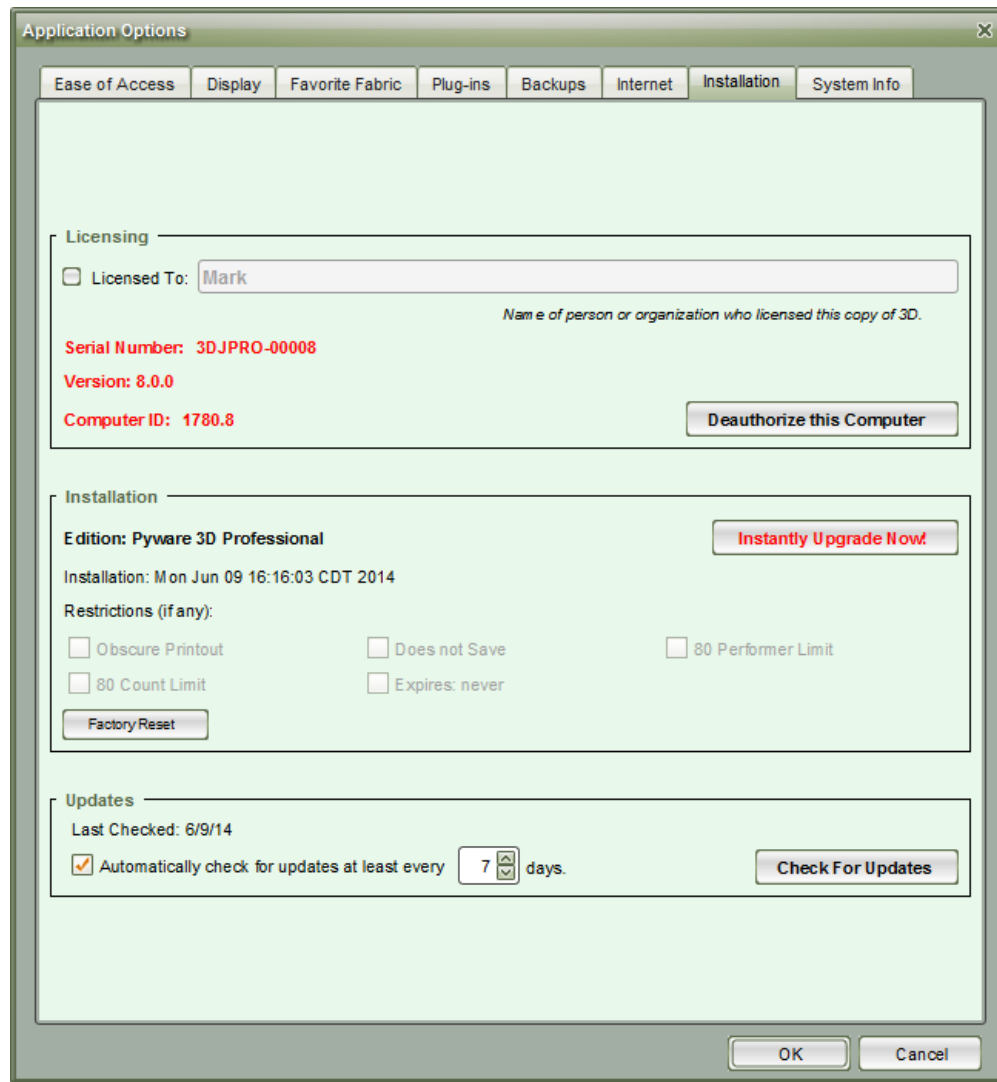 Application Options
Ease of Access
Display
Favorite Fabric
Plug-ins
Backups
Internet
Installation
System Info
Licensing
Licensed To: Mark
Name of person or organization who licensed this copy of 3D.
Serial Number: 3DJPRO-00008
Version: 8.0.0
Computer ID: 1780.8
Deauthorize this Computer
Installation
Edition: Pyware 3D Professional
Instantly Upgrade Now!
Installation: Mon Jun 09 16:16:03 CDT 2014
Restrictions (if any):
Obscure Printout
Does not Save
80 Performer Limit
80 Count Limit
Expires: never
Factory Reset
Updates
Last Checked: 6/9/14
Automatically check for updates at least every 7 days.
Check For Updates
OK
Cancel